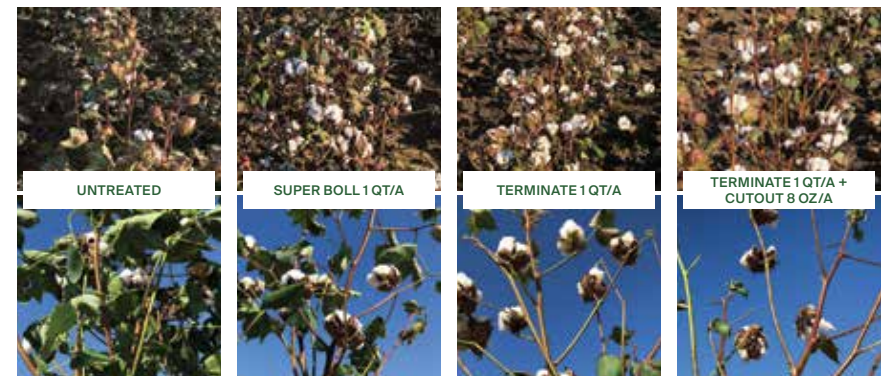 UNTREATED
SUPER BOLL 1 QT/A
TERMINATE 1 QT/A
TERMINATE 1 QT/A +
CUTOUT 8 OZ/A